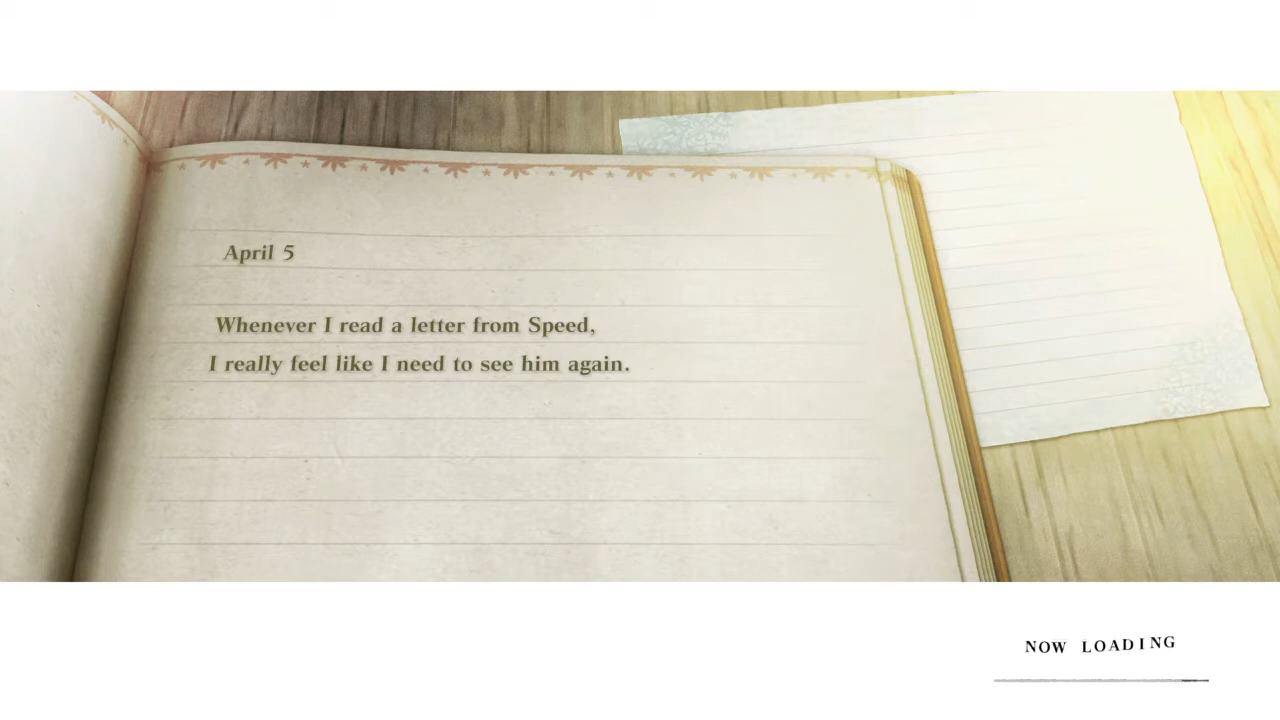 April 5
Whenever I read a letter from Speed,
I really feel like I need to see him again.
NOW LOADING